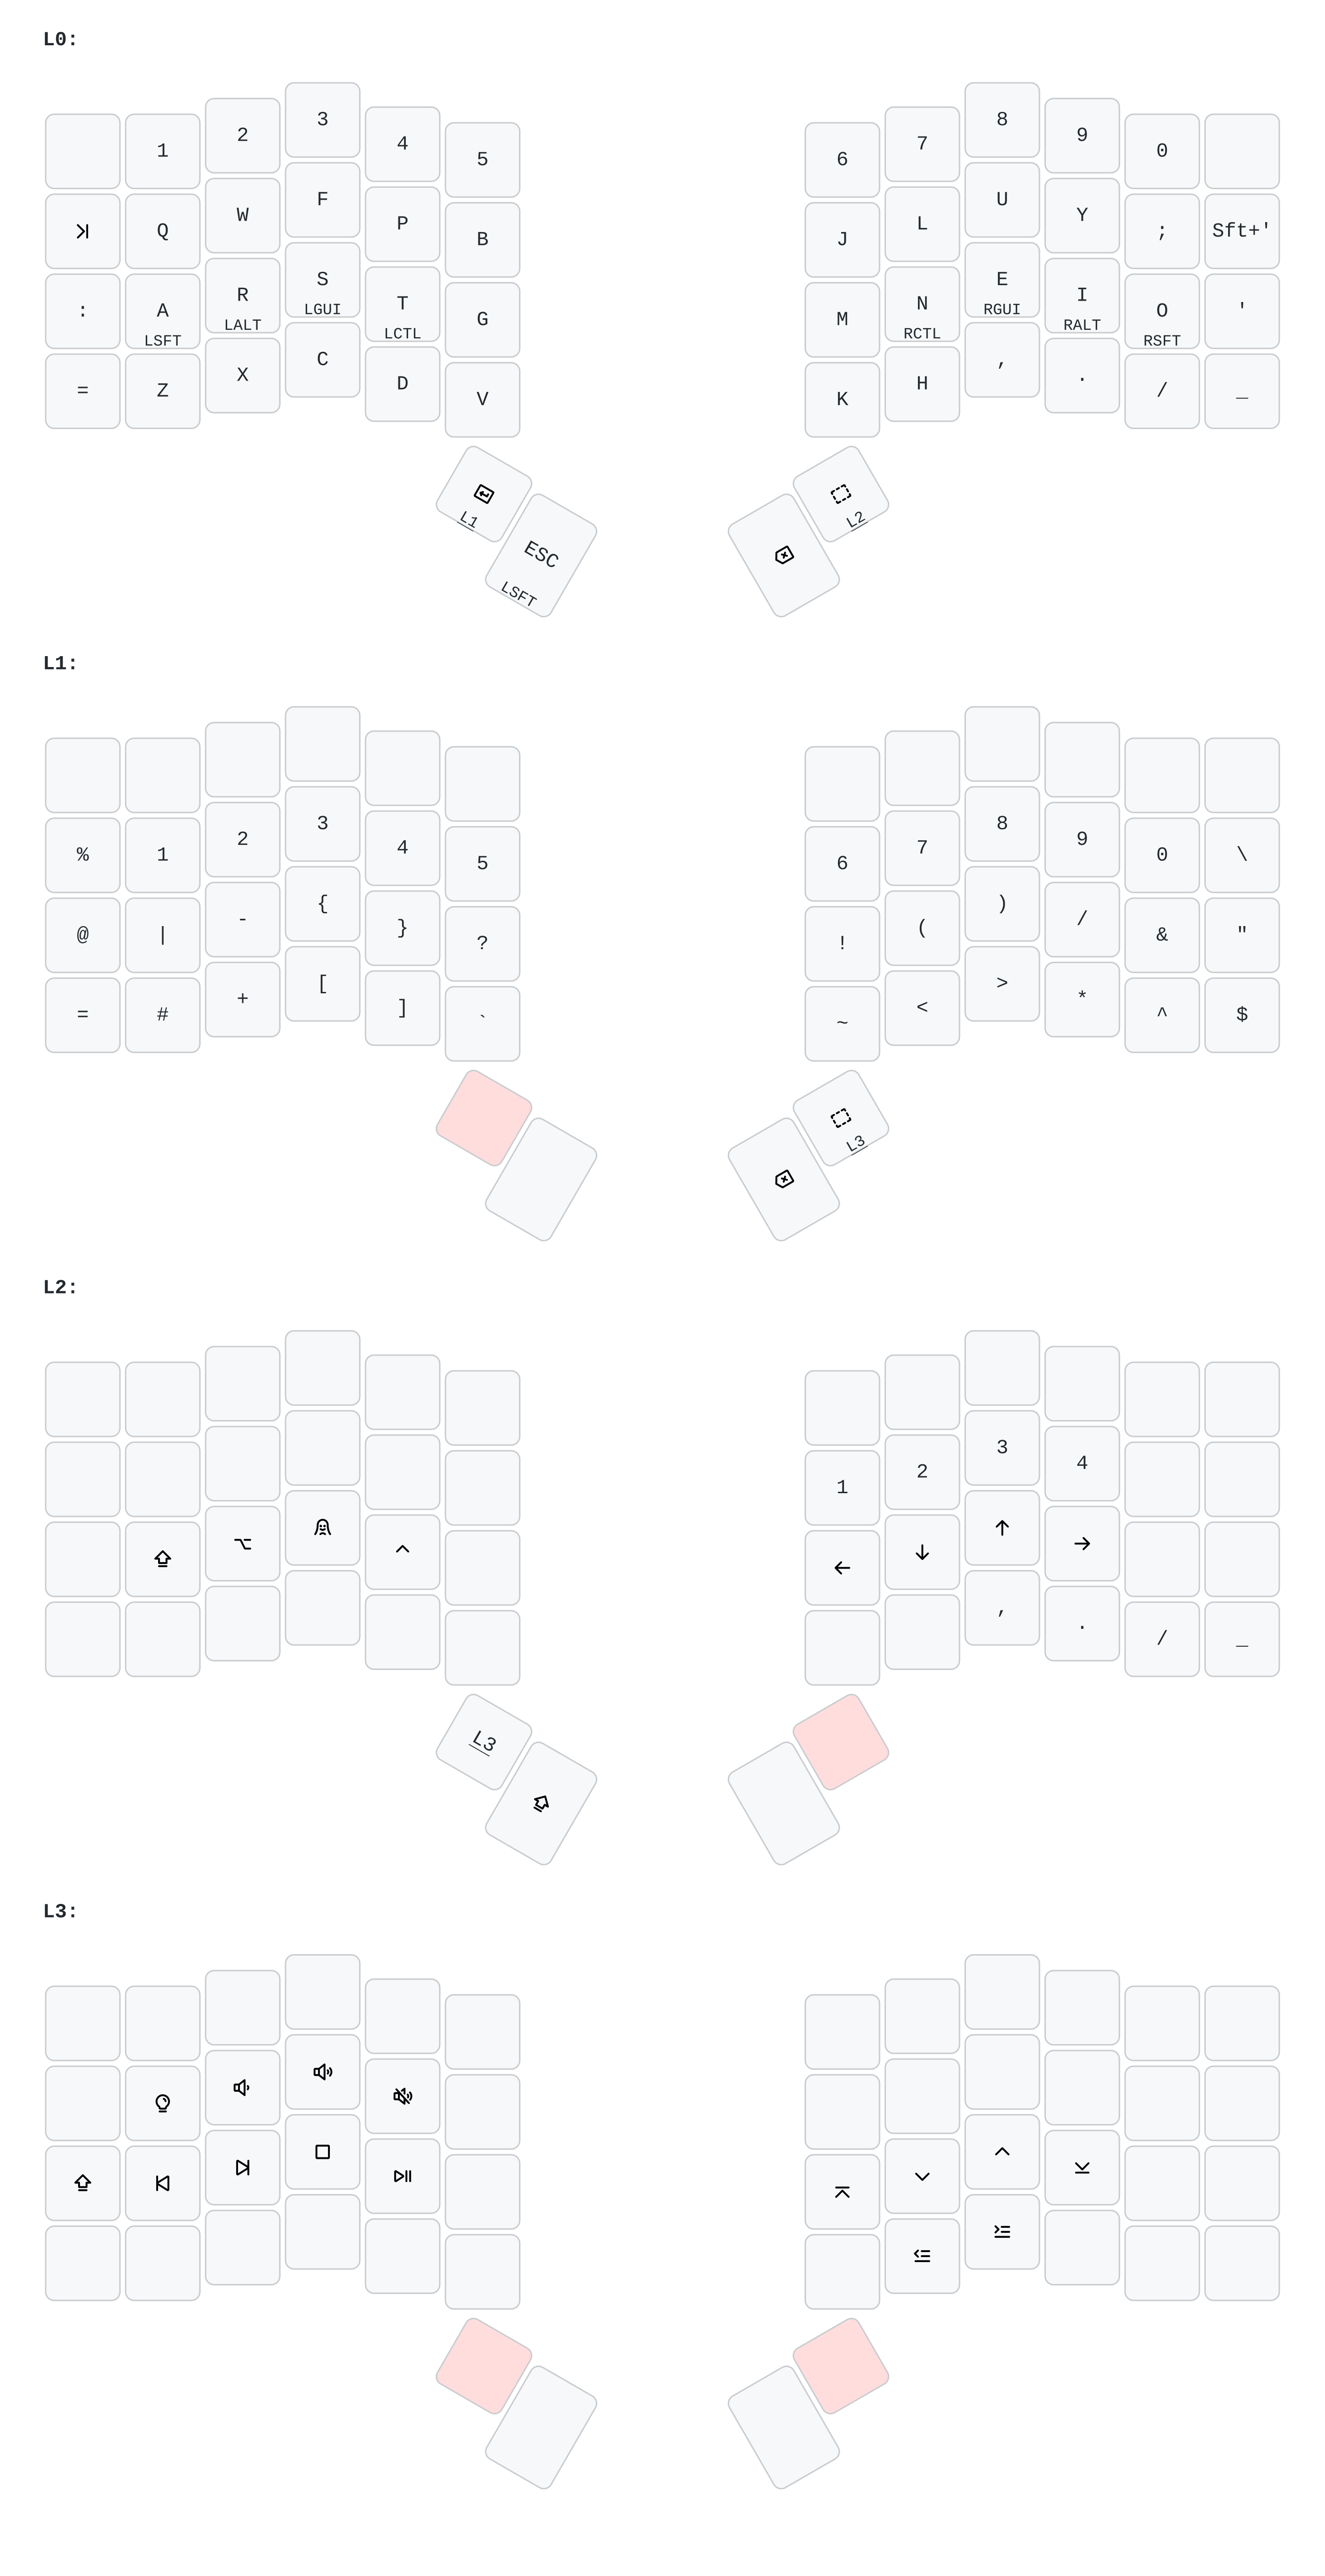 L0:
1 2 3 4 5 6 7 8 9 0
Q W F P B J L U Y ; Sft+'
: A R S T G M N E I O '
LSFT LALT LGUI LCTL RCTL RGUI RALT RSFT
= Z X C D V K H , . / _
L1 L2
ESC
LSFT
L1:
% 1 2 3 4 5 6 7 8 9 0 \
@ | - { } ? ! ( ) / & "
= # + [ ] ` ~ < > * ^ $
L3
L2:
1 2 3 4
← ↓ ↑ →
, . / _
L3
L3: